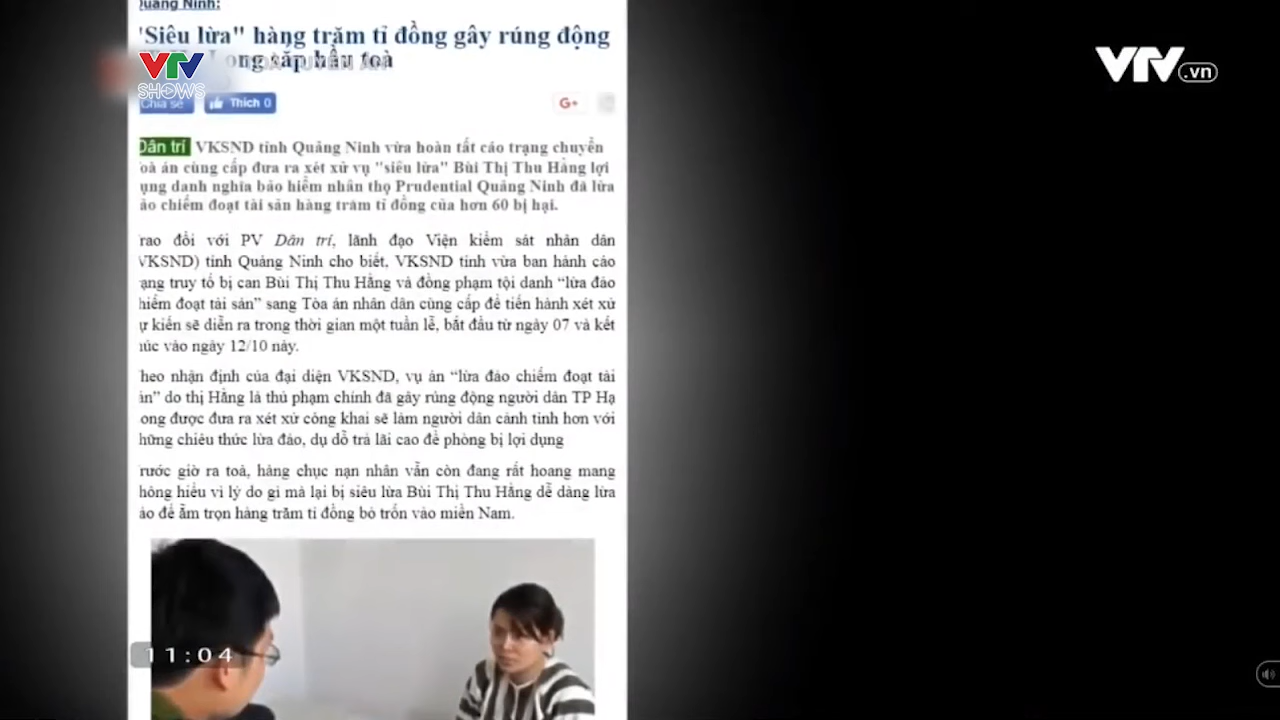 Quảng Ninh:
"Siêu lừa" hàng trăm tỉ đồng gây rúng động
ong sắp hầu toà
VTV
SHOWS
VTV.vn
Chia sẻ
Thích 0
G+
Dân trí VKSND tỉnh Quảng Ninh vừa hoàn tất cáo trạng chuyển
oà án cùng cấp đưa ra xét xử vụ "siêu lừa" Bùi Thị Thu Hằng lợi
ụng danh nghĩa bảo hiểm nhân thọ Prudential Quảng Ninh đã lừa
ảo chiếm đoạt tài sản hàng trăm tỉ đồng của hơn 60 bị hại.
rao đổi với PV Dân trí, lãnh đạo Viện kiểm sát nhân dân
VKSND) tỉnh Quảng Ninh cho biết, VKSND tỉnh vừa ban hành cáo
ạng truy tố bị can Bùi Thị Thu Hằng và đồng phạm tội danh “lừa đảo
hiếm đoạt tài sản” sang Tòa án nhân dân cùng cấp để tiến hành xét xử
ự kiến sẽ diễn ra trong thời gian một tuần lễ, bắt đầu từ ngày 07 và kết
húc vào ngày 12/10 này.
heo nhận định của đại diện VKSND, vụ án “lừa đảo chiếm đoạt tài
ản” do thị Hằng là thủ phạm chính đã gây rúng động người dân TP Hạ
ong được đưa ra xét xử công khai sẽ làm người dân cảnh tỉnh hơn với
hững chiêu thức lừa đảo, dụ dỗ trả lãi cao để phòng bị lợi dụng
rước giờ ra toà, hàng chục nạn nhân vẫn còn đang rất hoang mang
hông hiểu vì lý do gì mà lại bị siêu lừa Bùi Thị Thu Hằng dễ dàng lừa
ảo để ẵm trọn hàng trăm tỉ đồng bỏ trốn vào miền Nam.
11:04